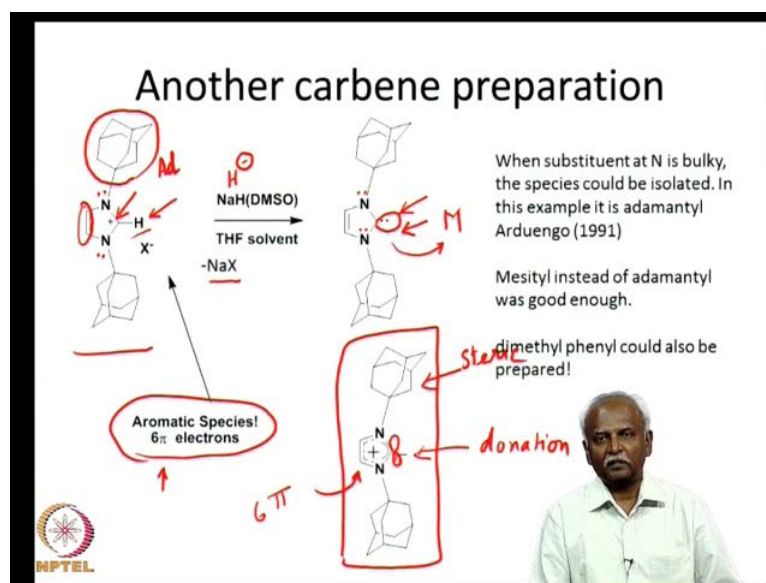 Another carbene preparation
Ad
N
N
H
X-
H ⊖
NaH(DMSO)
THF solvent
-NaX
N
N
M
When substituent at N is bulky,
the species could be isolated. In
this example it is adamantyl
Arduengo (1991)
Mesityl instead of adamantyl
was good enough.
dimethyl phenyl could also be
prepared!
Aromatic Species!
6π electrons
steric
N
+
N
donation
6 π
NPTEL